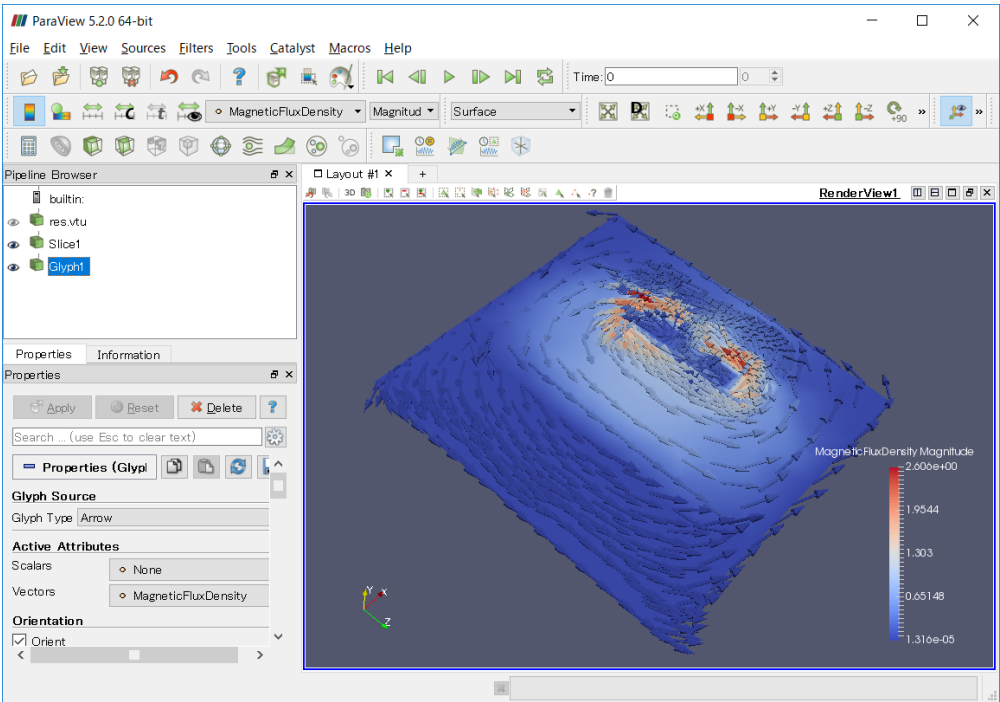 ParaView 5.2.0 64-bit
File Edit View Sources Filters Tools Catalyst Macros Help
Time: 0 0
MagneticFluxDensity Magnitud Surface +X -X +Y -Y +Z -Z +90 »  »
Pipeline Browser
Layout #1 +
3D RenderView1
builtin:
res.vtu
Slice1
Glyph1
Properties Information
Properties
Apply Reset Delete ?
Search ... (use Esc to clear text)
Properties (Glypl
Glyph Source
Glyph Type Arrow
Active Attributes
Scalars None
Vectors MagneticFluxDensity
Orientation
Orient
MagneticFluxDensity Magnitude
2.606e+00
1.9544
1.303
0.65148
1.316e-05
Y X
Z